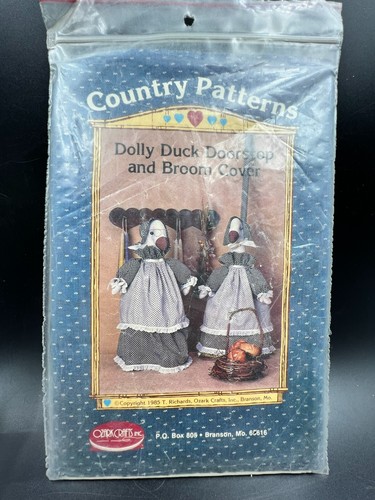 Country Patterns
Dolly Duck Doorstop
and Broom Cover
©Copyright 1985 T. Richards, Ozark Crafts, Inc., Branson, Mo.
OZARK CRAFTS INC.
P.O. Box 805 • Branson, Mo. 65616